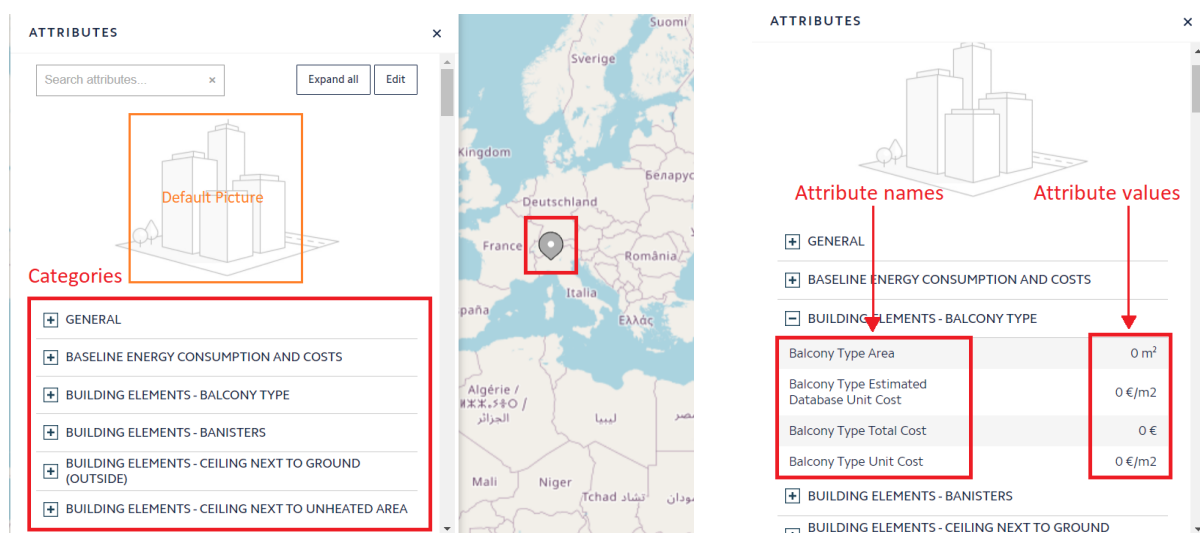 ATTRIBUTES
×
Search attributes...
×
Expand all
Edit
Default Picture
Categories
GENERAL
BASELINE ENERGY CONSUMPTION AND COSTS
BUILDING ELEMENTS - BALCONY TYPE
BUILDING ELEMENTS - BANISTERS
BUILDING ELEMENTS - CEILING NEXT TO GROUND
(OUTSIDE)
BUILDING ELEMENTS - CEILING NEXT TO UNHEATED AREA
Suomi
Sverige
Kingdom
Беларус
Deutschland
France
România
Italia
paña
Ελλάς
Algérie /
الجزائر
ليبيا
مصر
Mali
Niger
Tchad تشاد
ودان
ATTRIBUTES
×
Attribute names
Attribute values
GENERAL
BASELINE ENERGY CONSUMPTION AND COSTS
BUILDING ELEMENTS - BALCONY TYPE
Balcony Type Area
0 m²
Balcony Type Estimated
Database Unit Cost
0 €/m2
Balcony Type Total Cost
0 €
Balcony Type Unit Cost
0 €/m2
BUILDING ELEMENTS - BANISTERS
BUILDING ELEMENTS - CEILING NEXT TO GROUND